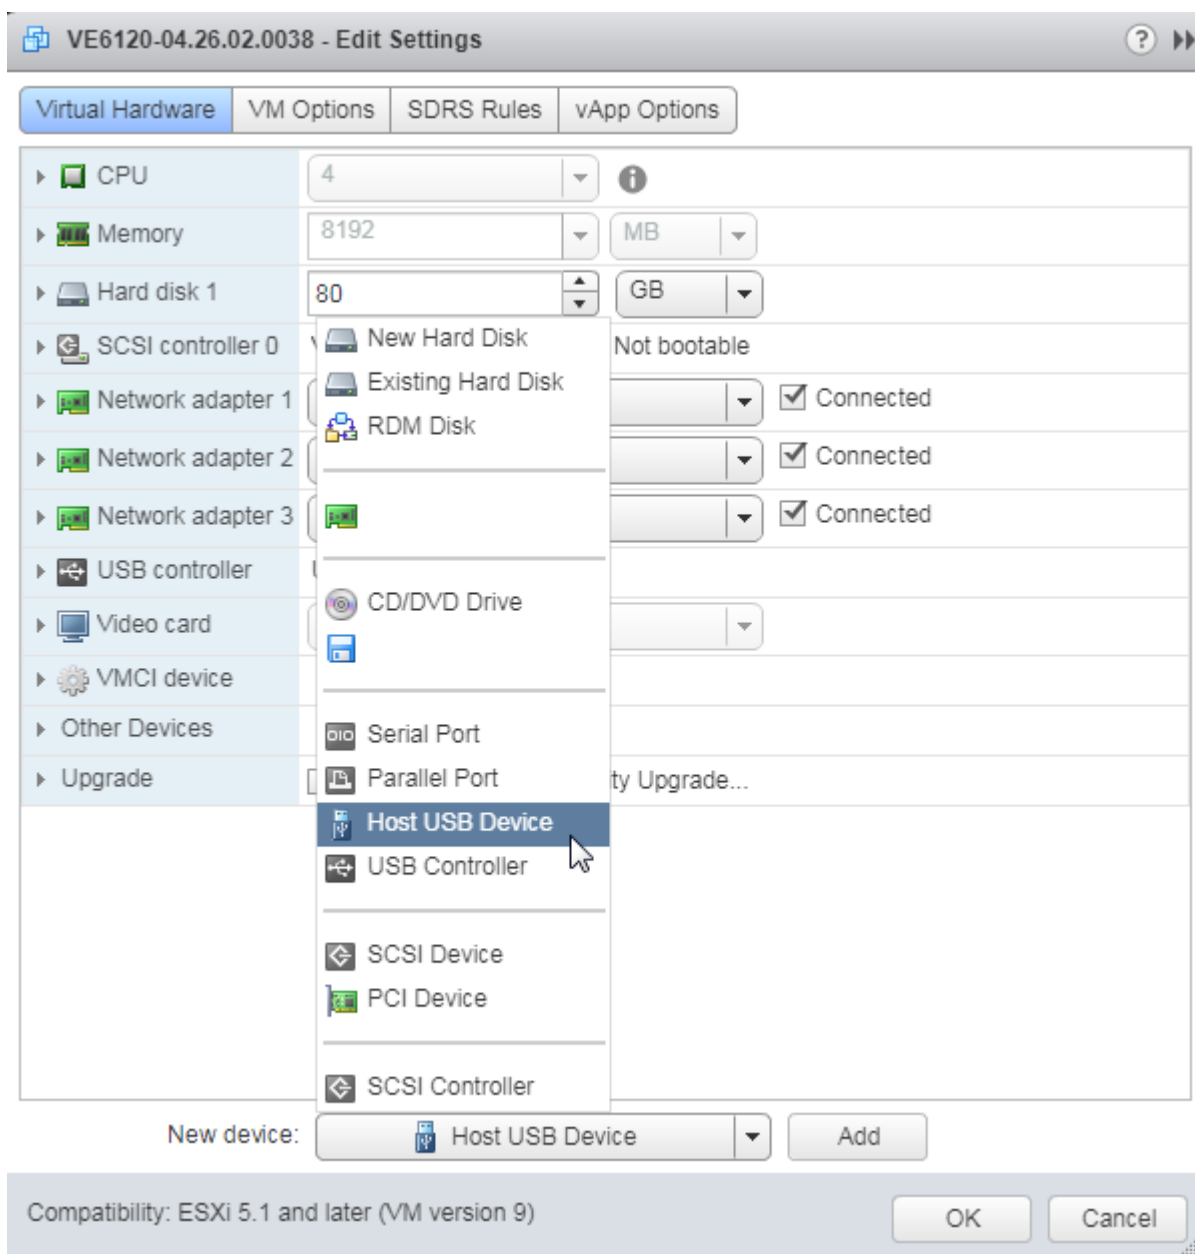 VE6120-04.26.02.0038 - Edit Settings
Virtual Hardware VM Options SDRS Rules vApp Options
CPU 4
Memory 8192 MB
Hard disk 1 80 GB
New Hard Disk
SCSI controller 0 Not bootable
Existing Hard Disk
Network adapter 1 Connected
RDM Disk
Network adapter 2 Connected
Network adapter 3 Connected
USB controller
CD/DVD Drive
Video card
VMCI device
Other Devices
Serial Port
Upgrade ty Upgrade...
Parallel Port
Host USB Device
USB Controller
SCSI Device
PCI Device
SCSI Controller
New device: Host USB Device Add
Compatibility: ESXi 5.1 and later (VM version 9) OK Cancel